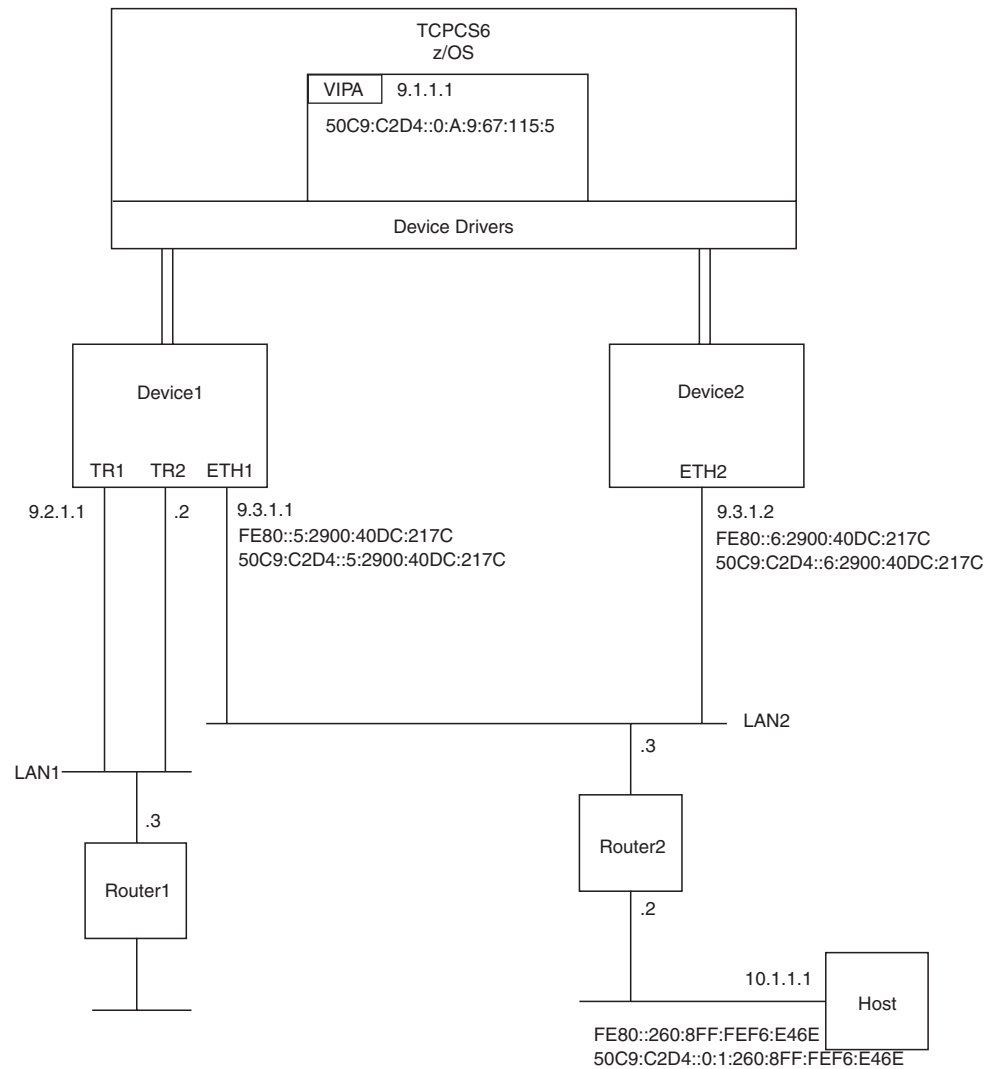 TCPCS6
z/OS
VIPA 9.1.1.1
50C9:C2D4::0:A:9:67:115:5
Device Drivers
Device1
Device2
TR1 TR2 ETH1
ETH2
9.2.1.1
.2
9.3.1.1
FE80::5:2900:40DC:217C
50C9:C2D4::5:2900:40DC:217C
9.3.1.2
FE80::6:2900:40DC:217C
50C9:C2D4::6:2900:40DC:217C
LAN2
.3
LAN1
.3
Router2
Router1
.2
10.1.1.1
Host
FE80::260:8FF:FEF6:E46E
50C9:C2D4::0:1:260:8FF:FEF6:E46E